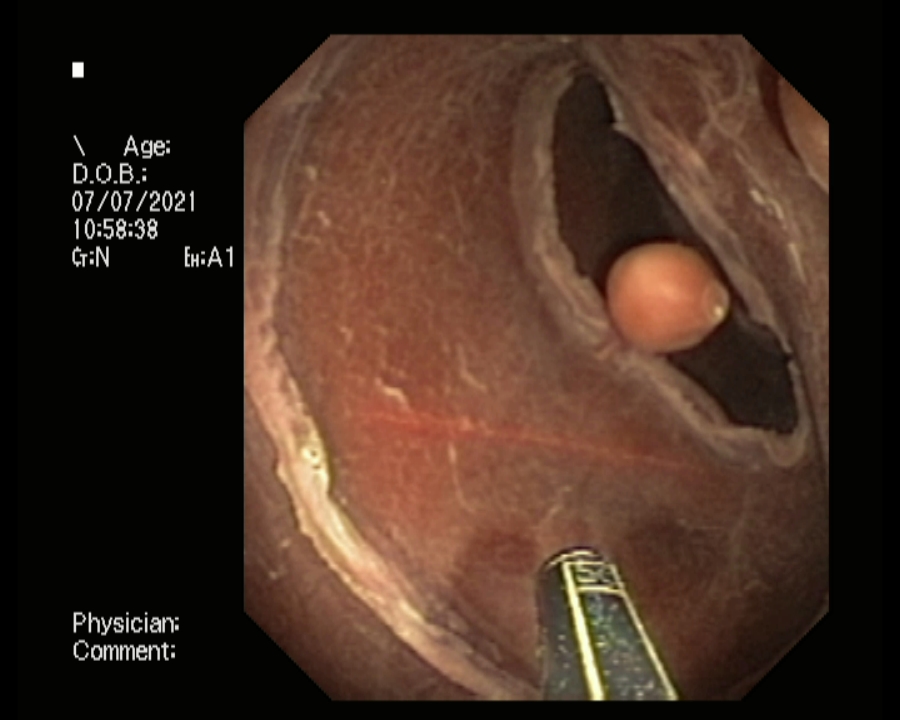 \ Age:
D.O.B.:
07/07/2021
10:58:38
Cr:N EH:A1
Physician:
Comment: